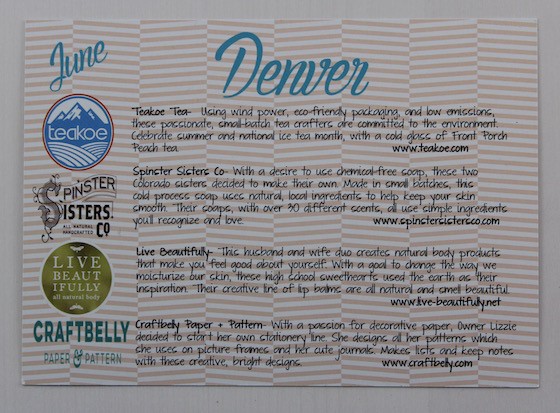 June
Denver
teakoe
Teakoe Tea- Using wind power, eco-friendly packaging, and low emissions,
these passionate, small-batch tea crafters are committed to the environment.
Celebrate summer and national ice tea month, with a cold glass of Front Porch
Peach tea.
www.teakoe.com
SPINSTER
SISTERS
CO
ALL NATURAL
HANDCRAFTED
Spinster Sisters Co- With a desire to use chemical-free soap, these two
Colorado sisters decided to make their own. Made in small batches, this
cold process soap uses natural, local ingredients to help keep your skin
smooth. Their soaps, with over 30 different scents, all use simple ingredients
you'll recognize and love.
www.spinstersistersco.com
LIVE
BEAUT
IFULLY
all natural body
Live Beautifully- This husband and wife duo creates natural body products
that make you feel good about yourself. With a goal to change the way we
moisturize our skin, these high school sweethearts used the earth as their
inspiration. Their creative line of lip balms are all natural and smell beautiful.
www.live-beautifully.net
CRAFTBELLY
PAPER & PATTERN
Craftbelly Paper + Pattern- With a passion for decorative paper, Owner Lizzie
decided to start her own stationery line. She designs all her patterns which
she uses on picture frames and her cute journals. Makes lists and keep notes
with these creative, bright designs.
www.craftbelly.com